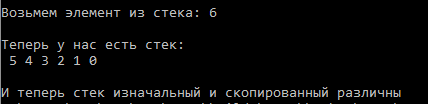 Возьмем элемент из стека: 6
Теперь у нас есть стек:
5 4 3 2 1 0
И теперь стек изначальный и скопированный различны